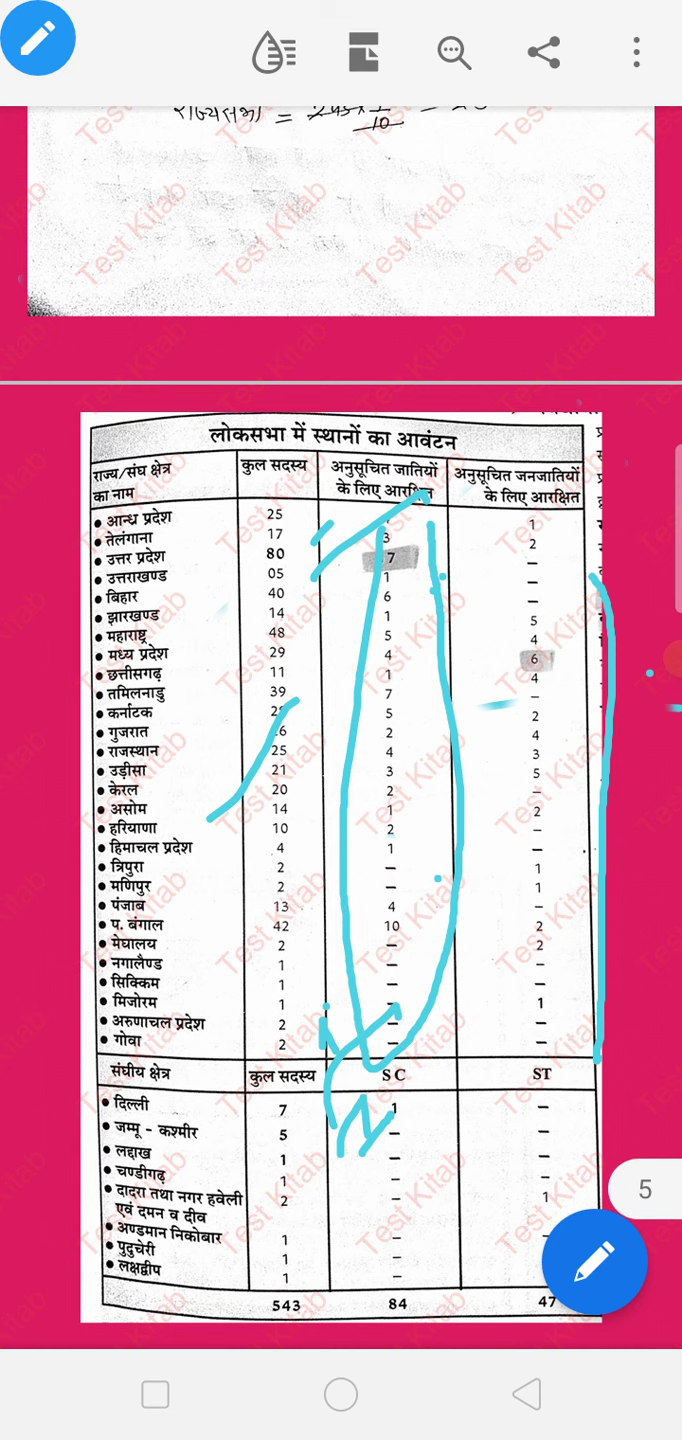 राज्यसभा =
10
लोकसभा में स्थानों का आवंटन
राज्य/संघ क्षेत्र का नाम कुल सदस्य अनुसूचित जातियों के लिए आरक्षित अनुसूचित जनजातियों के लिए आरक्षित
• आन्ध्र प्रदेश 25 1
• तेलंगाना 17 3 2
• उत्तर प्रदेश 80 7 –
• उत्तराखण्ड 05 1 –
• बिहार 40 6 –
• झारखण्ड 14 1 5
• महाराष्ट्र 48 5 4
• मध्य प्रदेश 29 4 6
• छत्तीसगढ़ 11 1 4
• तमिलनाडु 39 7 –
• कर्नाटक 5 2
• गुजरात 2 4
• राजस्थान 25 4 3
• उड़ीसा 21 3 5
• केरल 20 2 –
• असोम 14 1 2
• हरियाणा 10 2 –
• हिमाचल प्रदेश 4 1 –
• त्रिपुरा 2 – 1
• मणिपुर 2 – 1
• पंजाब 13 4 –
• प. बंगाल 42 10 2
• मेघालय 2 – 2
• नगालैण्ड 1 – –
• सिक्किम 1 – –
• मिजोरम 1 – 1
• अरुणाचल प्रदेश 2 – –
• गोवा 2 – –
संघीय क्षेत्र कुल सदस्य SC ST
• दिल्ली 7 1 –
• जम्मू - कश्मीर 5 – –
• लद्दाख 1 – –
• चण्डीगढ़ 1 – –
• दादरा तथा नगर हवेली एवं दमन व दीव 2 – 1
• अण्डमान निकोबार 1 – –
• पुदुचेरी 1 –
• लक्षद्वीप 1 –
543 84 47
5
Test Kitab